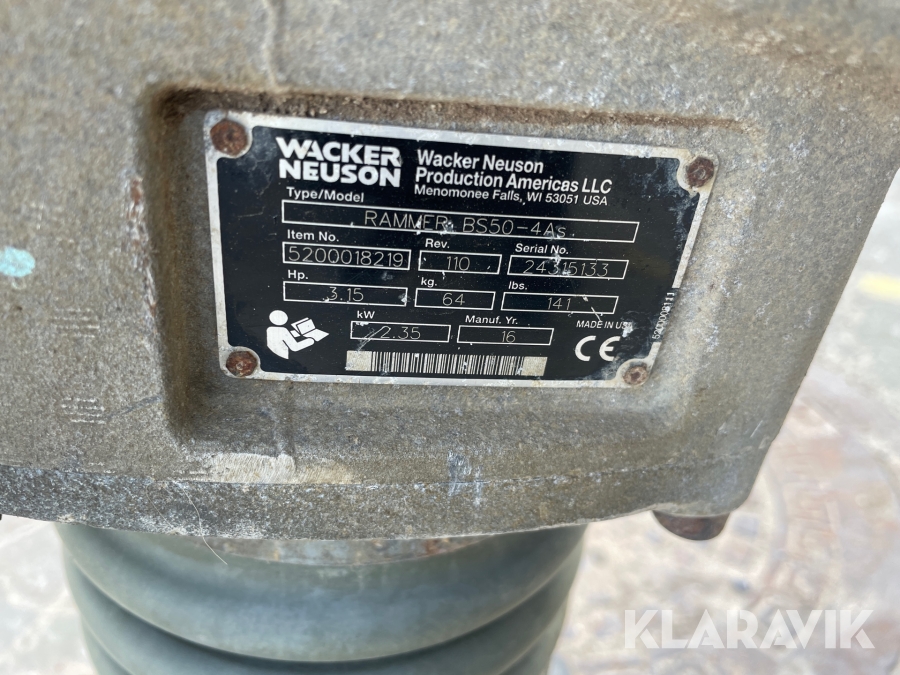 WACKER NEUSON
Wacker Neuson
Production Americas LLC
Menomonee Falls, WI 53051 USA
Type/Model
RAMMER BS50-4As
Item No. Rev. Serial No.
5200018219 110 24315133
Hp. kg. lbs.
3.15 64 141
kW Manuf. Yr. MADE IN USA
2.35 16 CE
KLARAVIK